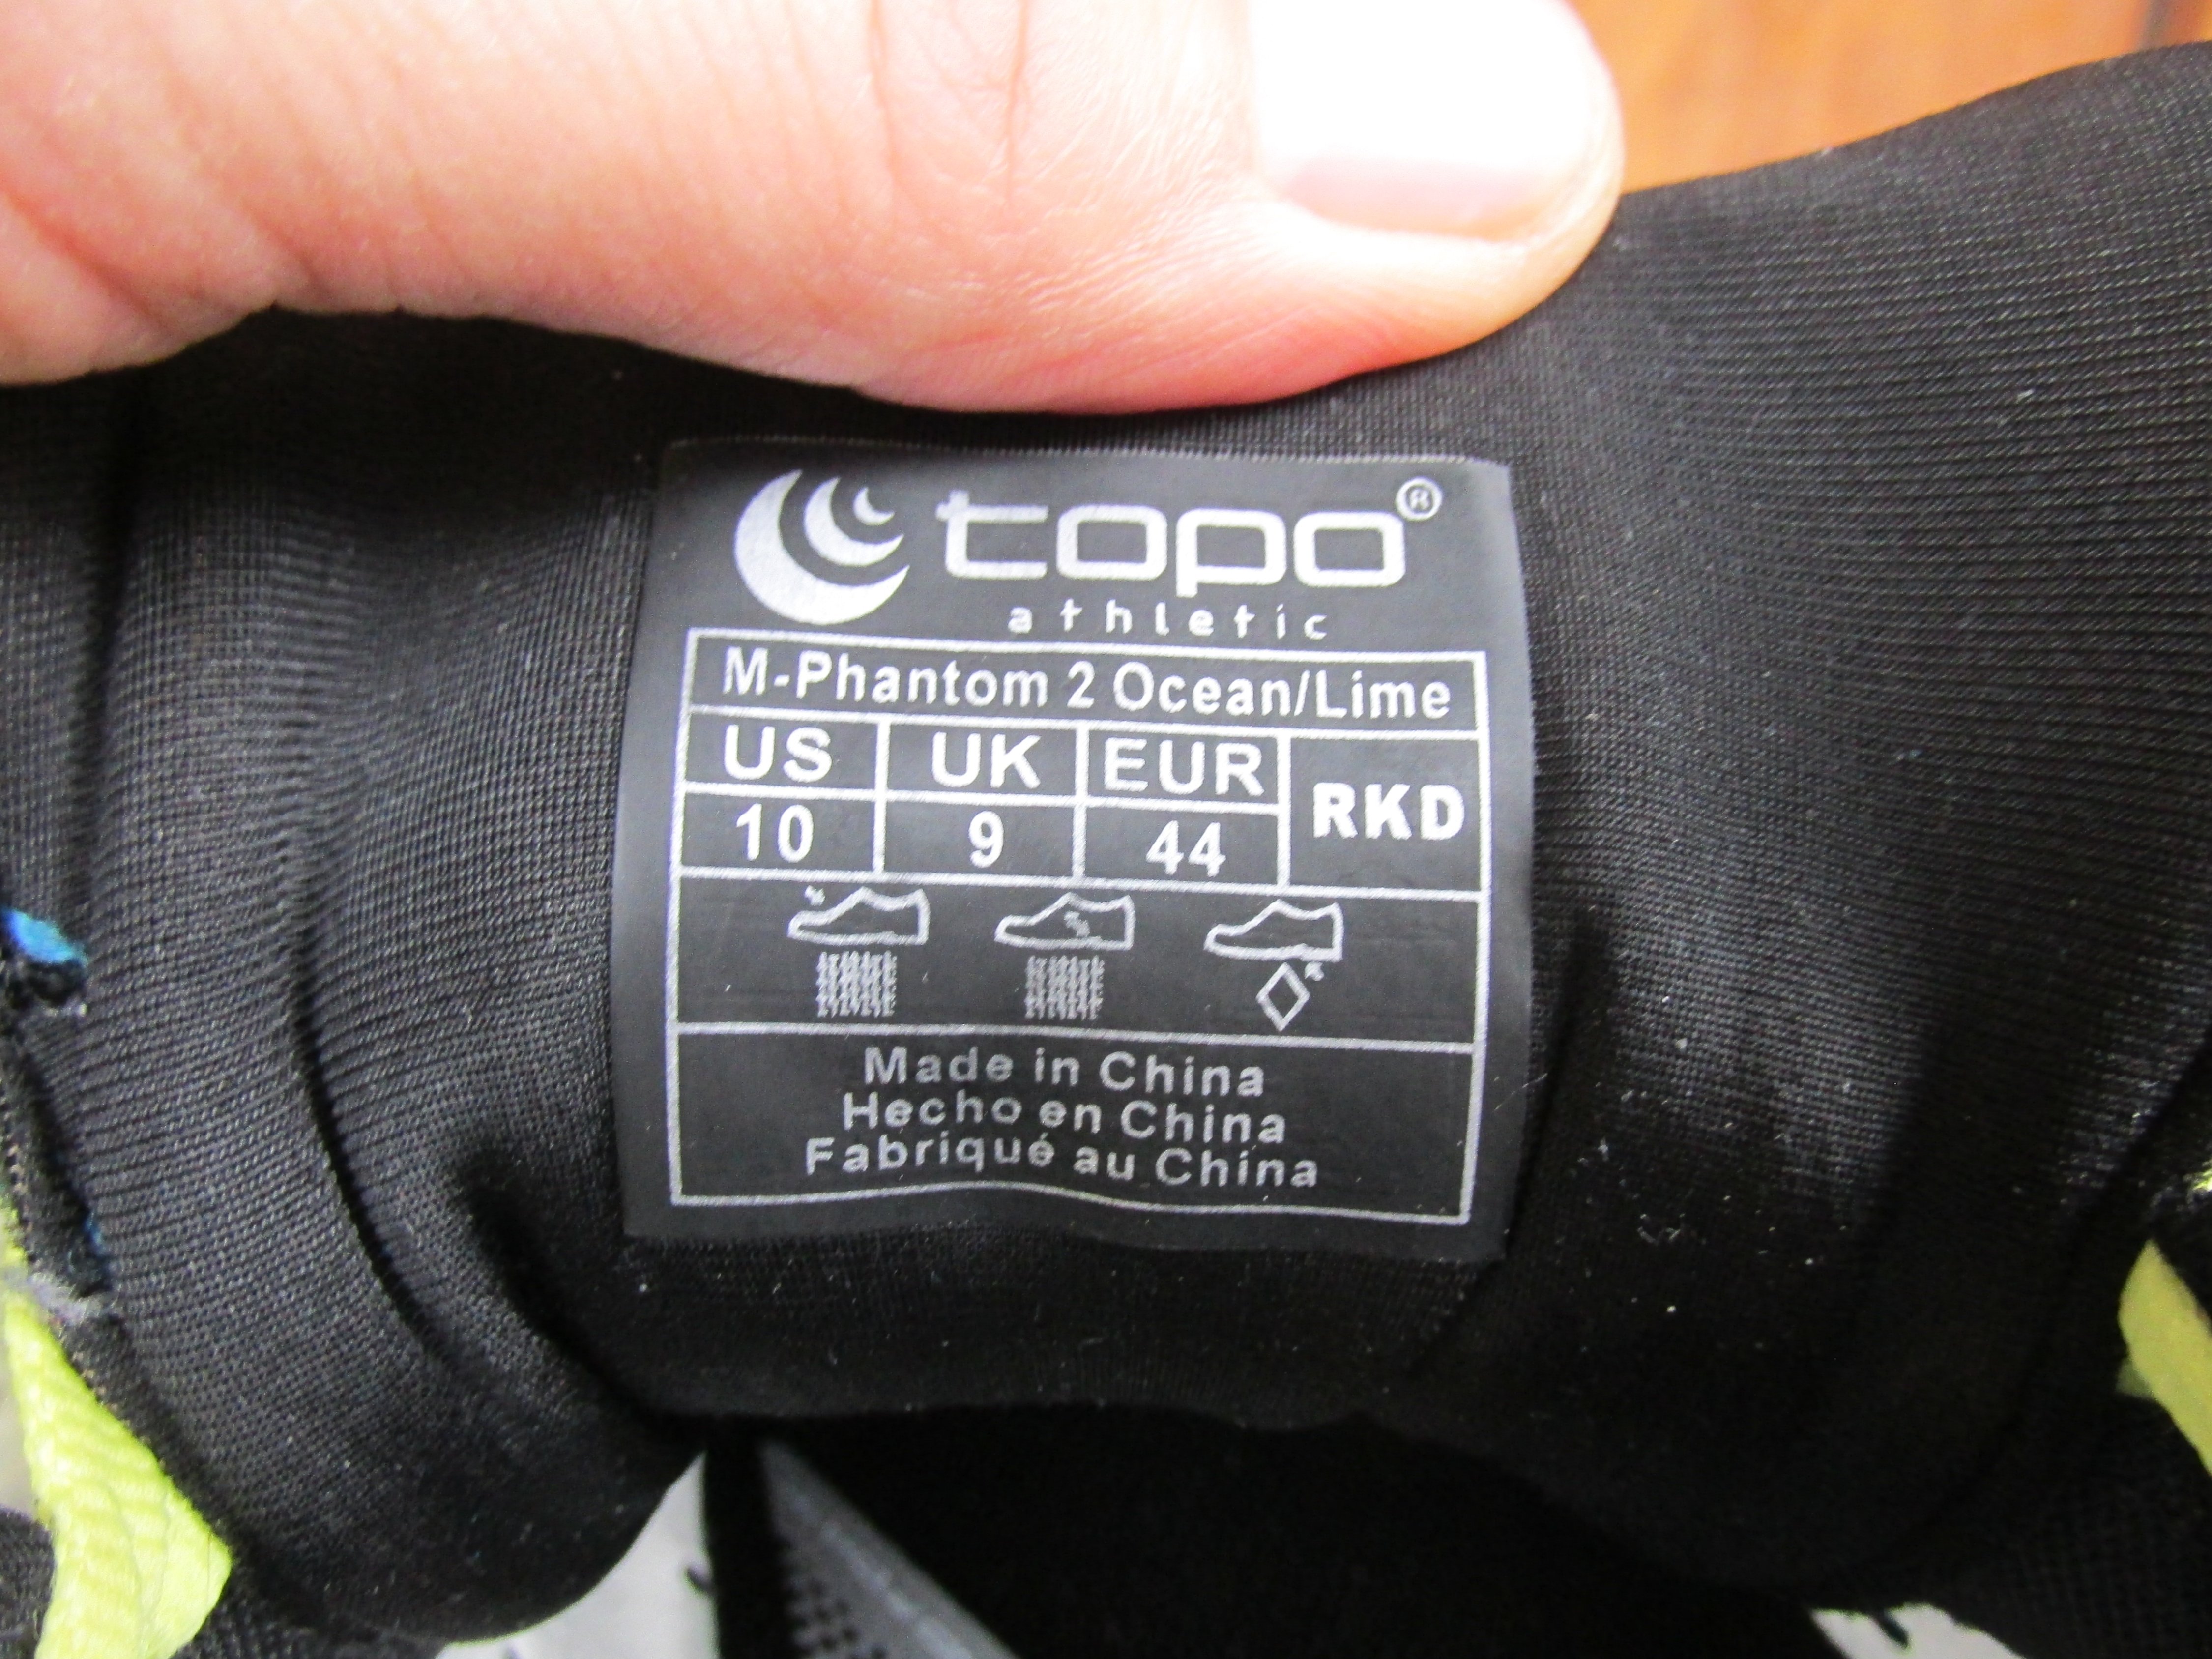 topo®
athletic
M-Phantom 2 Ocean/Lime
US UK EUR RKD
10 9 44
Made in China
Hecho en China
Fabriqué au China